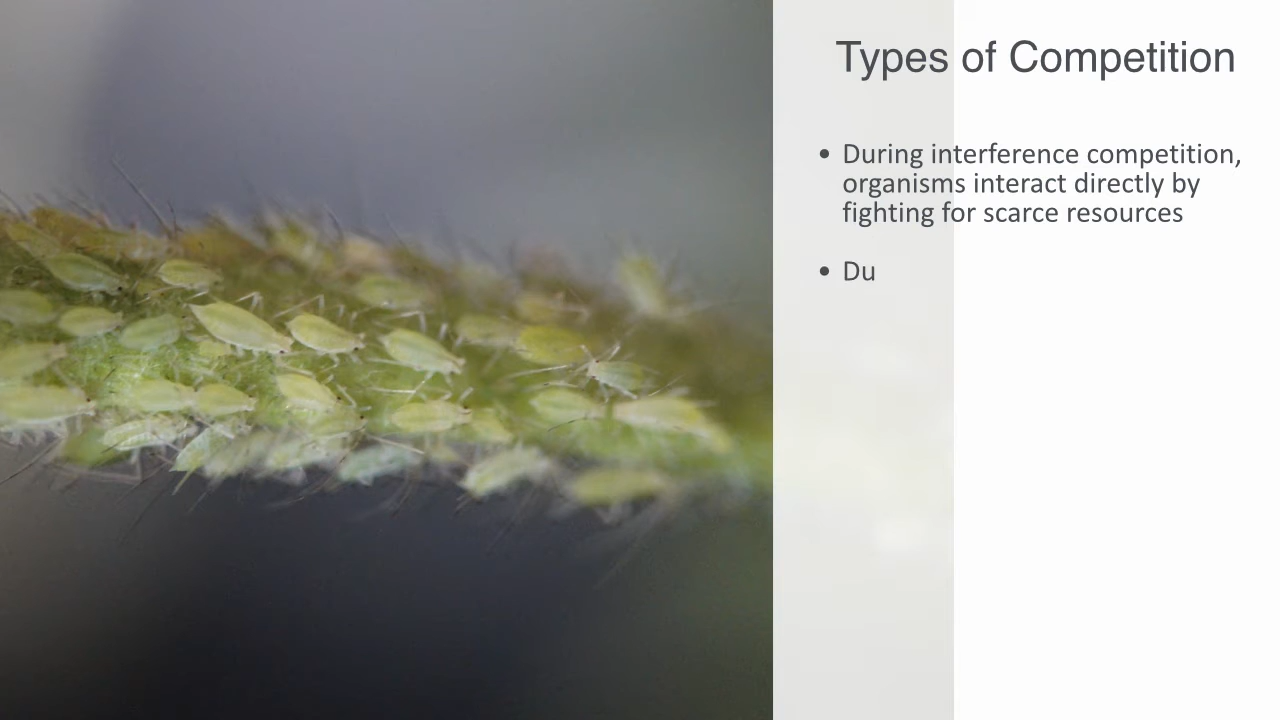 Types of Competition
• During interference competition,
organisms interact directly by
fighting for scarce resources
• Du